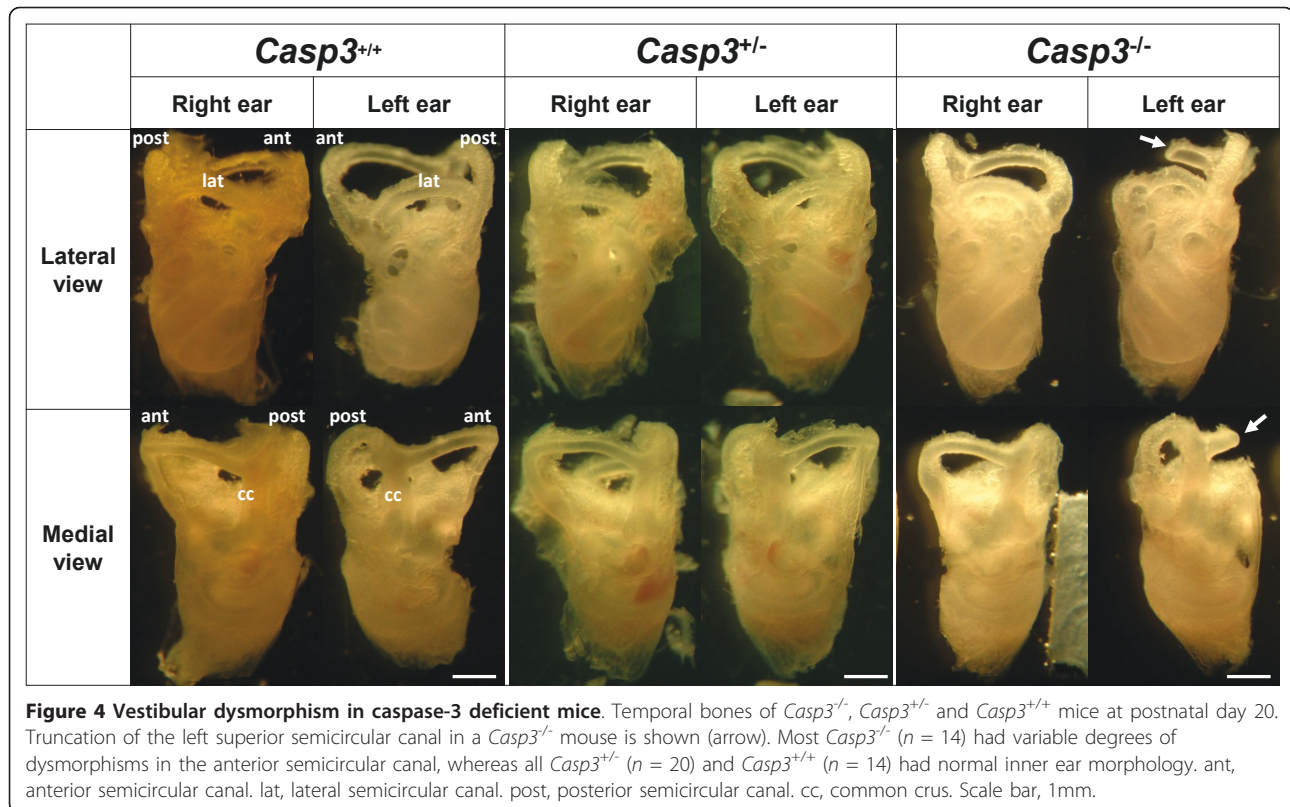 Casp3+/+ Casp3+/- Casp3-/-
Right ear Left ear Right ear Left ear Right ear Left ear
post ant ant post
lat lat
Lateral view
ant post post ant
cc cc
Medial view
Figure 4 Vestibular dysmorphism in caspase-3 deficient mice. Temporal bones of Casp3-/-, Casp3+/- and Casp3+/+ mice at postnatal day 20.
Truncation of the left superior semicircular canal in a Casp3-/- mouse is shown (arrow). Most Casp3-/- (n = 14) had variable degrees of
dysmorphisms in the anterior semicircular canal, whereas all Casp3+/- (n = 20) and Casp3+/+ (n = 14) had normal inner ear morphology. ant,
anterior semicircular canal. lat, lateral semicircular canal. post, posterior semicircular canal. cc, common crus. Scale bar, 1mm.